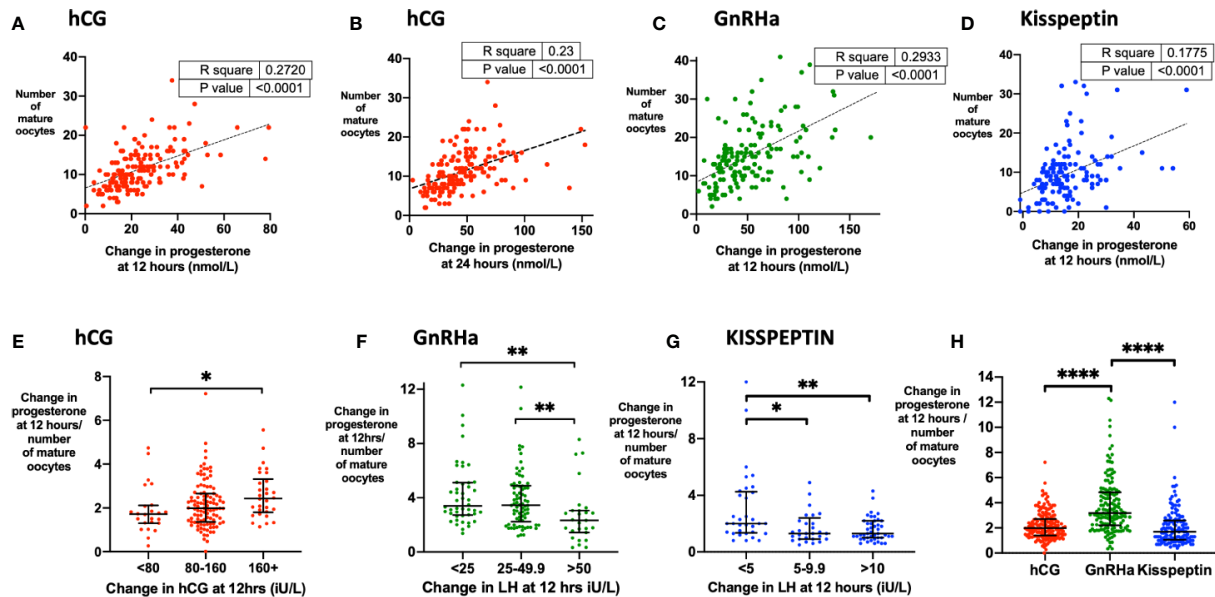 A
hCG
R square 0.2720
P value <0.0001
Number
of
mature
oocytes
40
30
20
10
0
0 20 40 60 80
Change in progesterone
at 12 hours (nmol/L)
B
hCG
R square 0.23
P value <0.0001
Number
of
mature
oocytes
40
30
20
10
0
0 50 100 150
Change in progesterone
at 24 hours (nmol/L)
C
GnRHa
R square 0.2933
P value <0.0001
Number of
mature
oocytes
40
30
20
10
0
0 50 100 150
Change in progesterone
at 12 hours (nmol/L)
D
Kisspeptin
R square 0.1775
P value <0.0001
Number of
mature
oocytes
40
30
20
10
0
0 10 20 30 40 50 60
Change in progesterone
at 12 hours (nmol/L)
E
hCG
*
Change in
progesterone
at 12 hours/
number
of mature
oocytes
8
6
4
2
0
<80 80-160 160+
Change in hCG at 12hrs (iU/L)
F
GnRHa
**
**
Change in
progesterone
at 12hrs/
number
of mature
oocytes
12
8
4
0
<25 25-49.9 >50
Change in LH at 12 hrs iU/L)
G
KISSPEPTIN
**
*
Change in
progesterone
at 12 hours/
number
of mature
oocytes
12
8
4
2
0
<5 5-9.9 >10
Change in LH at 12 hours (iU/L)
H
****
****
Change in
progesterone
at 12 hours /
number
of mature
oocytes
14
12
10
8
6
4
2
0
hCG GnRHa Kisspeptin